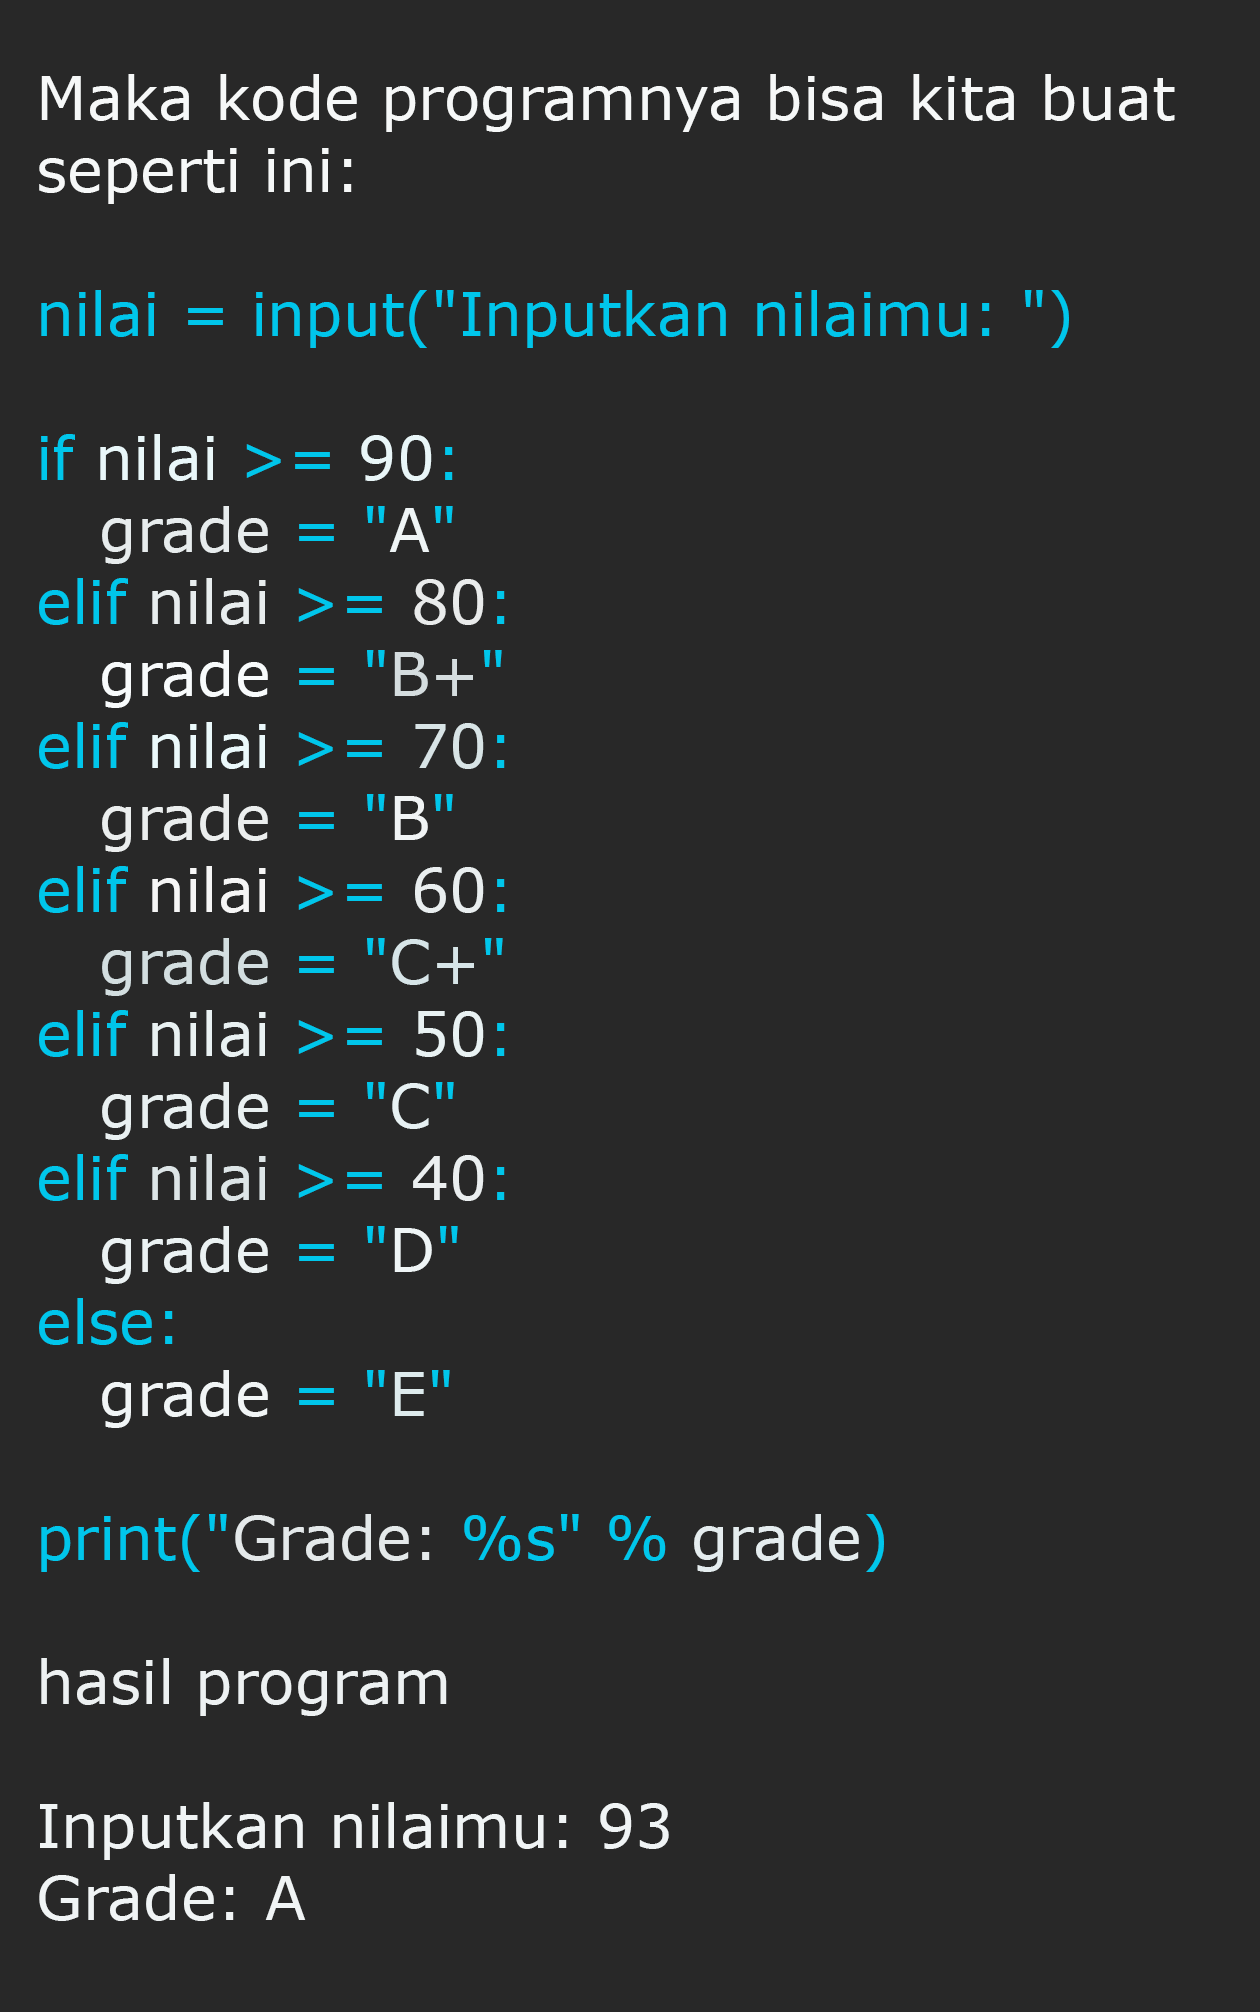 Maka kode programnya bisa kita buat
seperti ini:
nilai = input("Inputkan nilaimu: ")
if nilai >= 90:
grade = "A"
elif nilai >= 80:
grade = "B+"
elif nilai >= 70:
grade = "B"
elif nilai >= 60:
grade = "C+"
elif nilai >= 50:
grade = "C"
elif nilai >= 40:
grade = "D"
else:
grade = "E"
print("Grade: %s" % grade)
hasil program
Inputkan nilaimu: 93
Grade: A